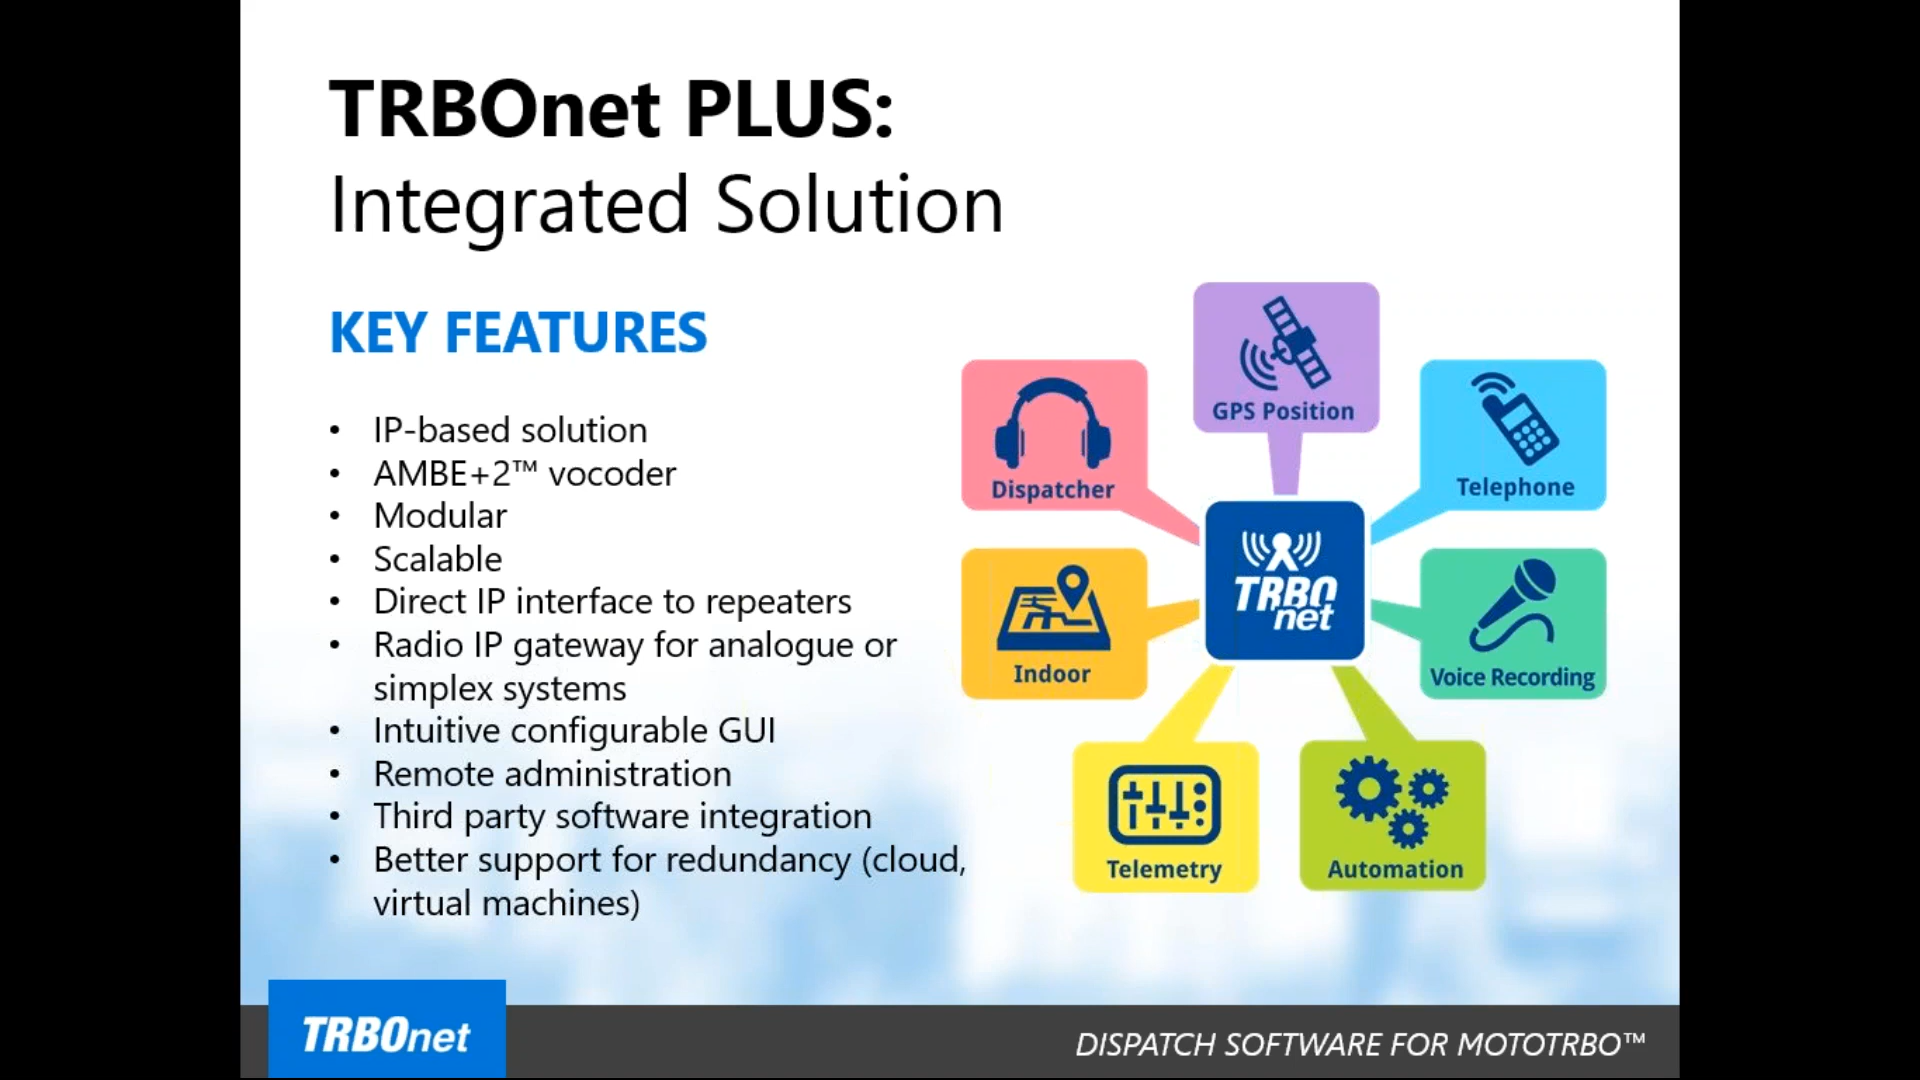 TRBOnet PLUS:
Integrated Solution
KEY FEATURES
• IP-based solution
• AMBE+2™ vocoder
• Modular
• Scalable
• Direct IP interface to repeaters
• Radio IP gateway for analogue or
simplex systems
• Intuitive configurable GUI
• Remote administration
• Third party software integration
• Better support for redundancy (cloud,
virtual machines)
GPS Position
Dispatcher
Telephone
TRBO
net
Indoor
Voice Recording
Telemetry
Automation
TRBOnet
DISPATCH SOFTWARE FOR MOTOTRBO™